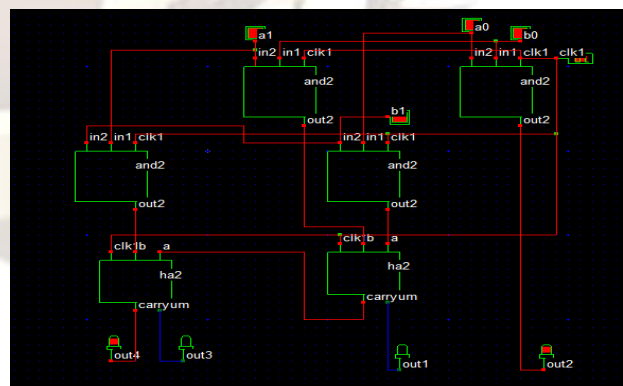 a1 a0 b0
in2 in1 clk1 in2 in1 clk1 clk1
and2 and2
out2 b1 out2
in2 in1 clk1 in2 in1 clk1
and2 and2
out2 out2
clk1b a clk1b a
ha2 ha2
carryum carryum
out4 out3 out1 out2